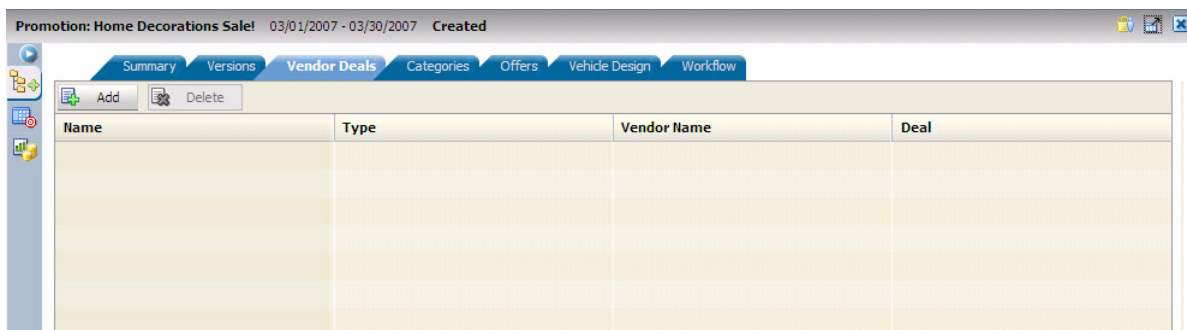 Promotion: Home Decorations Sale! 03/01/2007 - 03/30/2007 Created
Summary Versions Vendor Deals Categories Offers Vehicle Design Workflow
Add Delete
Name Type Vendor Name Deal